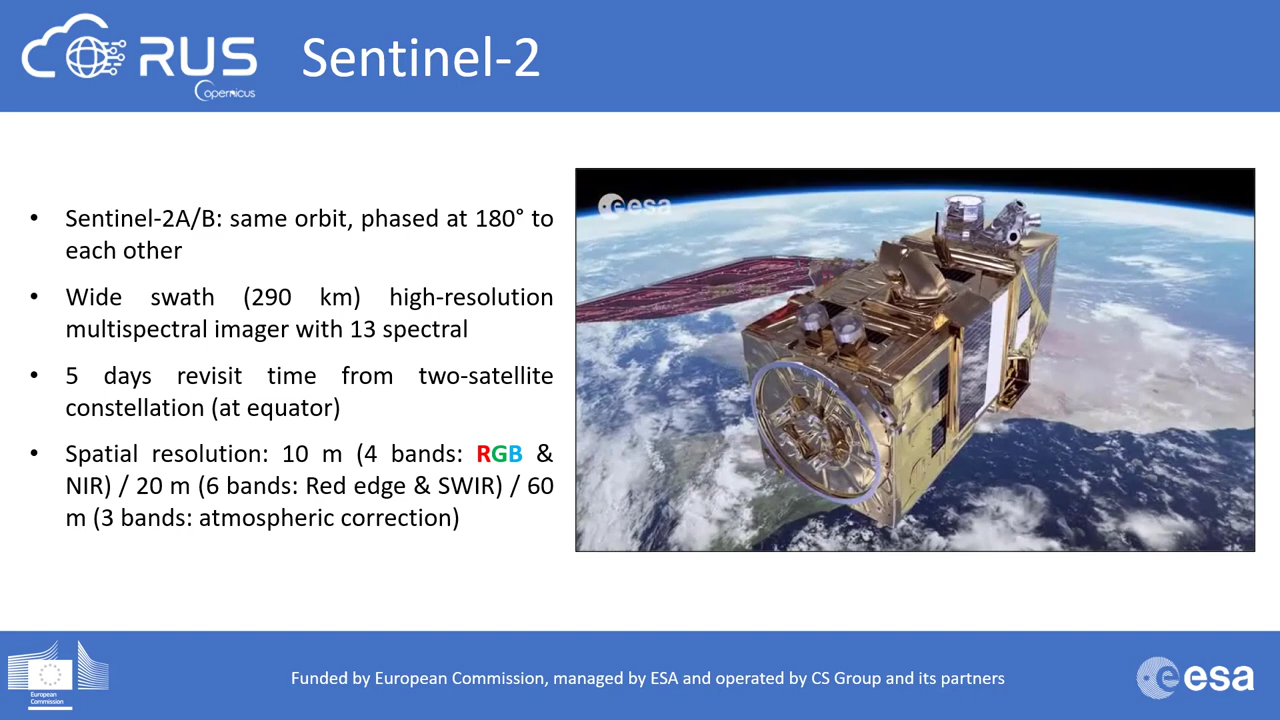 RUS
Copernicus
Sentinel-2
• Sentinel-2A/B: same orbit, phased at 180° to
each other
• Wide swath (290 km) high-resolution
multispectral imager with 13 spectral
• 5 days revisit time from two-satellite
constellation (at equator)
• Spatial resolution: 10 m (4 bands: RGB &
NIR) / 20 m (6 bands: Red edge & SWIR) / 60
m (3 bands: atmospheric correction)
esa
European
Commission
Funded by European Commission, managed by ESA and operated by CS Group and its partners
esa